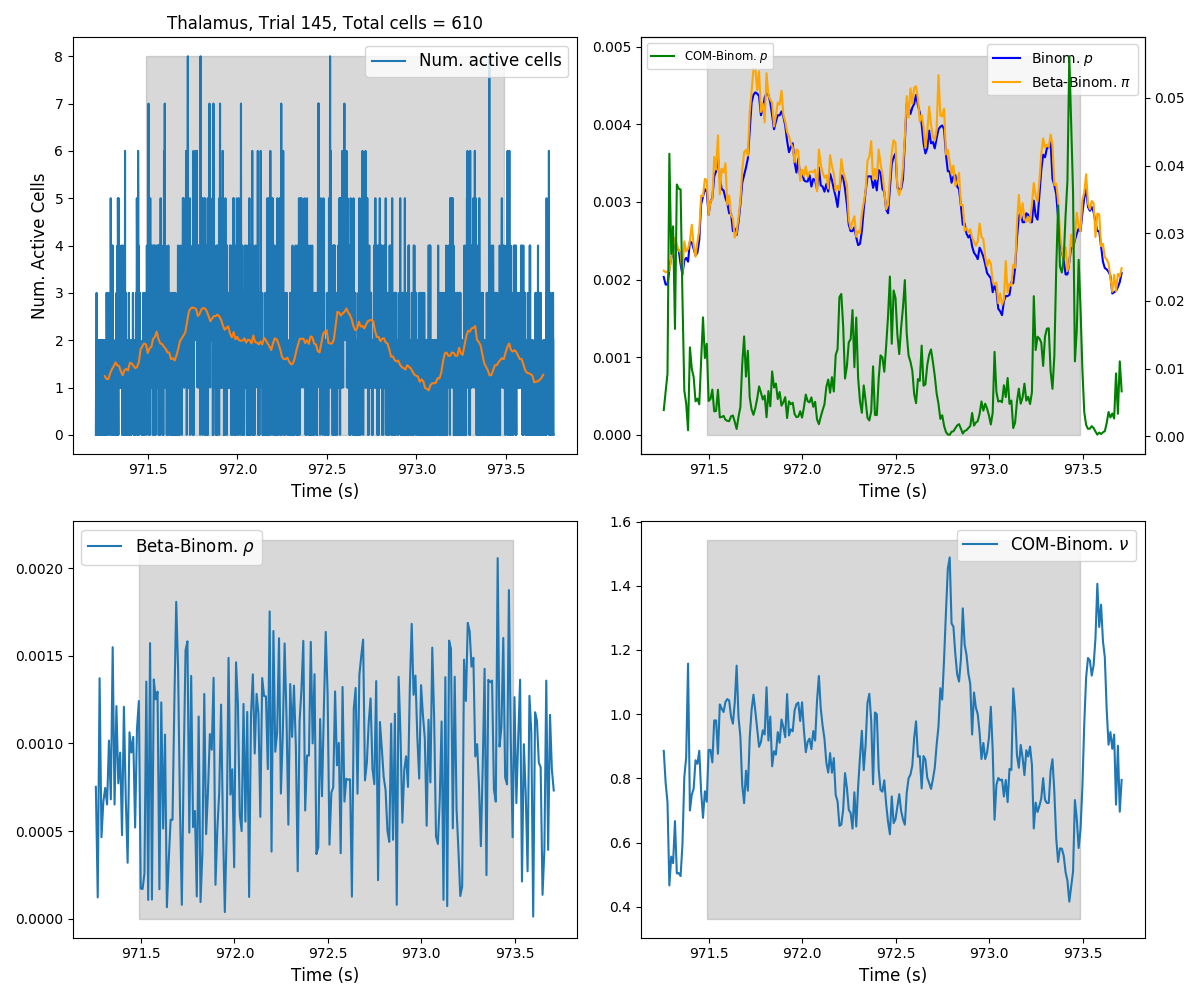 Thalamus, Trial 145, Total cells = 610
Num. active cells
8
7
6
5
4
3
2
1
0
Num. Active Cells
971.5 972.0 972.5 973.0 973.5
Time (s)
COM-Binom. p
Binom. p
Beta-Binom. π
0.005
0.004
0.003
0.002
0.001
0.000
0.05
0.04
0.03
0.02
0.01
0.00
971.5 972.0 972.5 973.0 973.5
Time (s)
Beta-Binom. ρ
0.0020
0.0015
0.0010
0.0005
0.0000
971.5 972.0 972.5 973.0 973.5
Time (s)
COM-Binom. ν
1.6
1.4
1.2
1.0
0.8
0.6
0.4
971.5 972.0 972.5 973.0 973.5
Time (s)